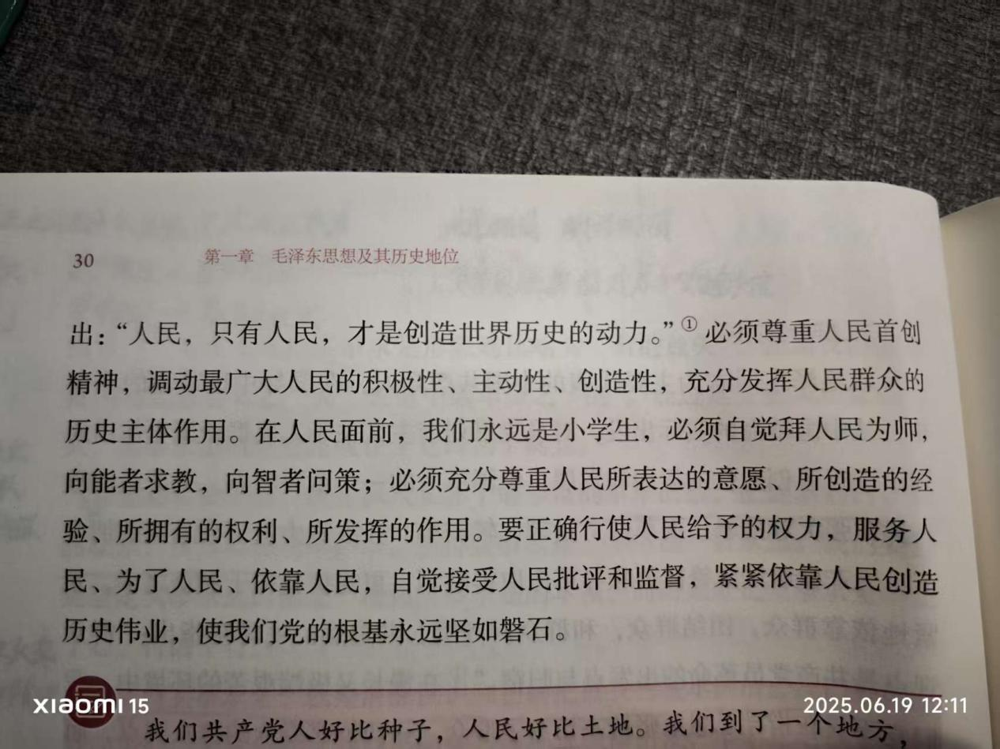 30 第一章 毛泽东思想及其历史地位
出：“人民，只有人民，才是创造世界历史的动力。”① 必须尊重人民首创
精神，调动最广大人民的积极性、主动性、创造性，充分发挥人民群众的
历史主体作用。在人民面前，我们永远是小学生，必须自觉拜人民为师，
向能者求教，向智者问策；必须充分尊重人民所表达的意愿、所创造的经
验、所拥有的权利、所发挥的作用。要正确行使人民给予的权力，服务人
民、为了人民、依靠人民，自觉接受人民批评和监督，紧紧依靠人民创造
历史伟业，使我们党的根基永远坚如磐石。
我们共产党人好比种子，人民好比土地。我们到了一个地方，
xiaomi 15
2025.06.19 12:11